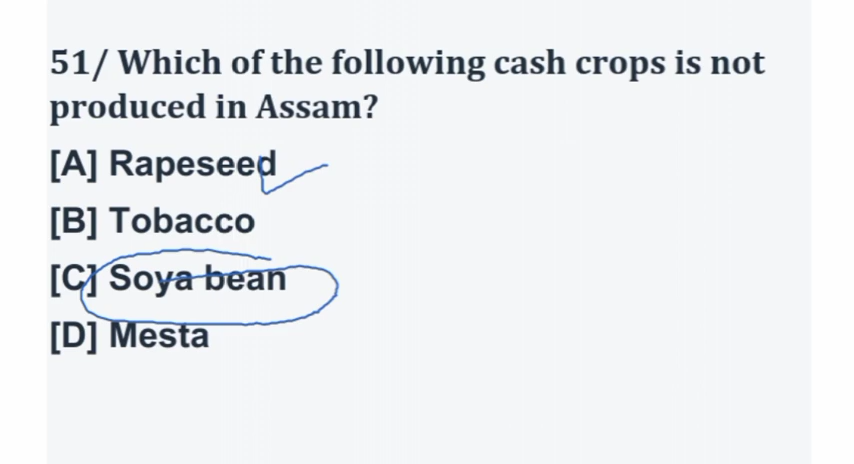 51/ Which of the following cash crops is not
produced in Assam?
[A] Rapeseed
[B] Tobacco
[C] Soya bean
[D] Mesta